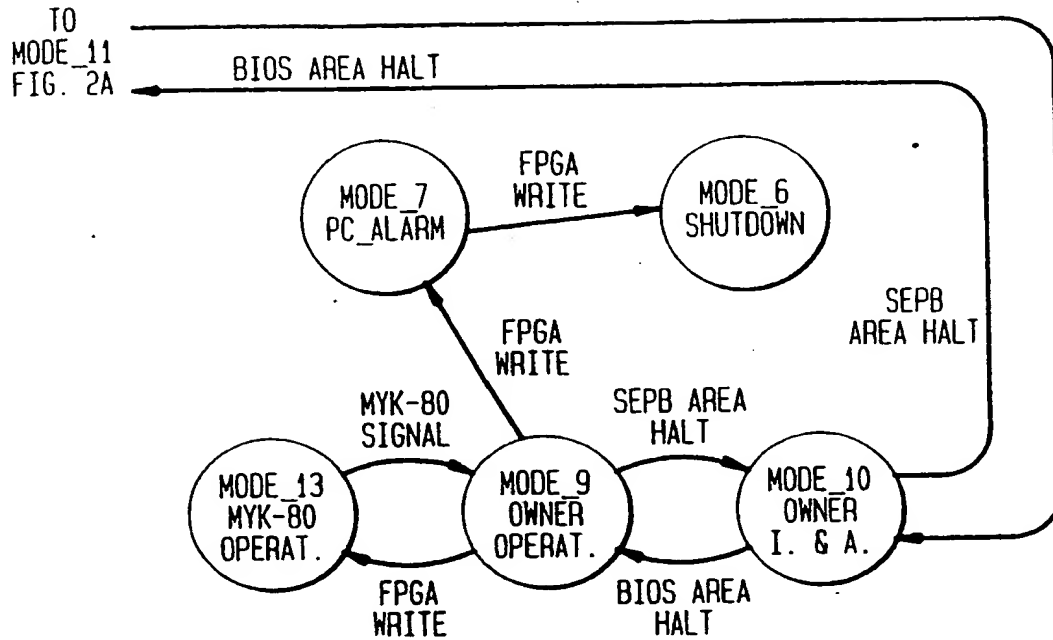 TO
MODE_11
FIG. 2A
BIOS AREA HALT
FPGA
WRITE
MODE_7
PC_ALARM
MODE_6
SHUTDOWN
SEPB
AREA HALT
FPGA
WRITE
MYK-80
SIGNAL
SEPB AREA
HALT
MODE_13
MYK-80
OPERAT.
MODE_9
OWNER
OPERAT.
MODE_10
OWNER
I. & A.
FPGA
WRITE
BIOS AREA
HALT